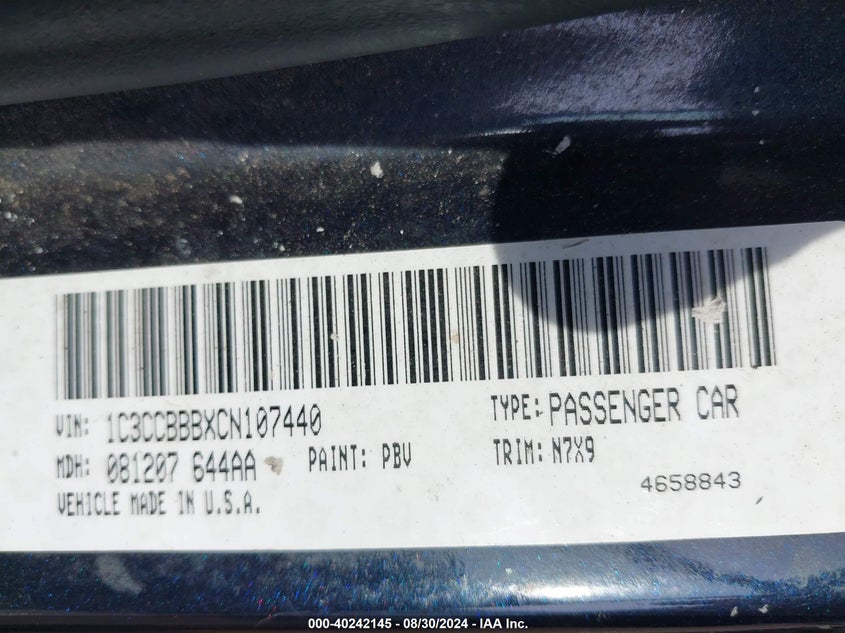 VIN: 1C3CCBBBXCN107440 TYPE: PASSENGER CAR
MDH: 081207 644AA PAINT: PBV TRIM: N7X9
VEHICLE MADE IN U.S.A. 4658843
000-40242145 - 08/30/2024 - IAA Inc.